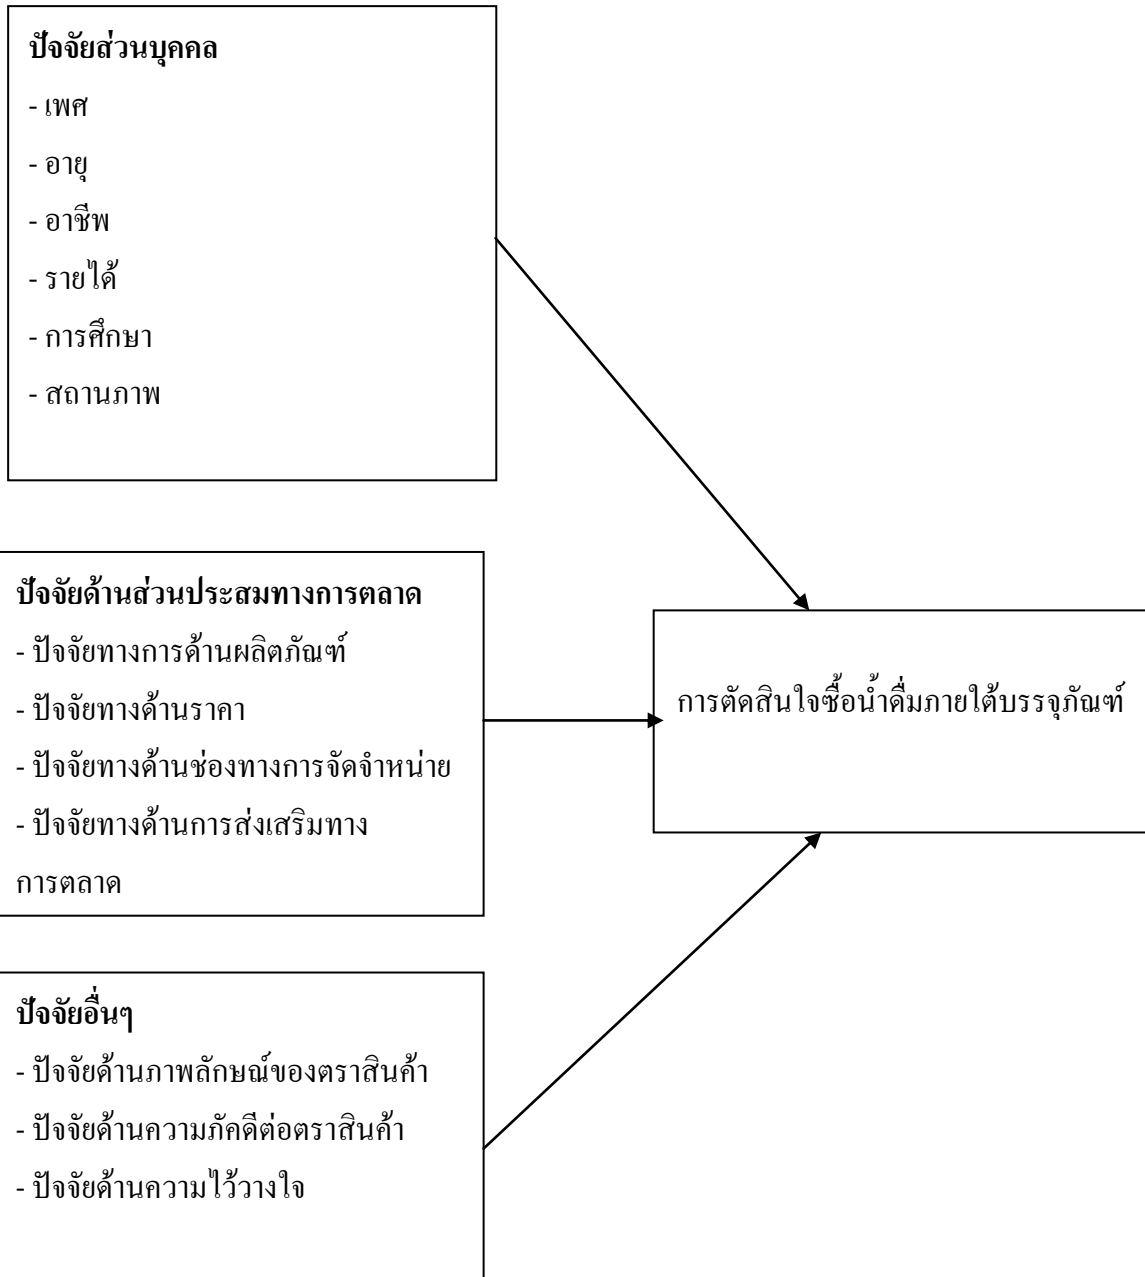 ปัจจัยส่วนบุคคล
- เพศ
- อายุ
- อาชีพ
- รายได้
- การศึกษา
- สถานภาพ
ปัจจัยด้านส่วนประสมทางการตลาด
- ปัจจัยทางการด้านผลิตภัณฑ์
- ปัจจัยทางด้านราคา
- ปัจจัยทางด้านช่องทางการจัดจำหน่าย
- ปัจจัยทางด้านการส่งเสริมทาง
การตลาด
การตัดสินใจซื้อน้ำดื่มภายใต้บรรจุภัณฑ์
ปัจจัยอื่นๆ
- ปัจจัยด้านภาพลักษณ์ของตราสินค้า
- ปัจจัยด้านความภักดีต่อตราสินค้า
- ปัจจัยด้านความไว้วางใจ